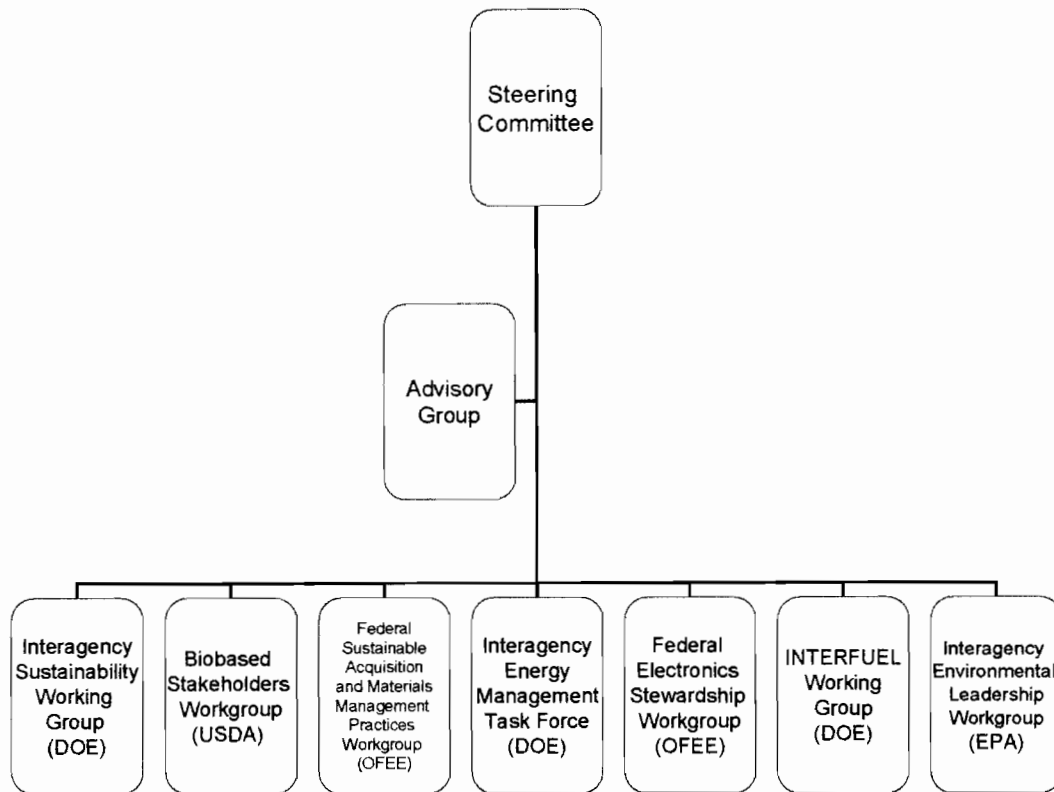 Steering
Committee
Advisory
Group
Interagency
Sustainability
Working
Group
(DOE)
Biobased
Stakeholders
Workgroup
(USDA)
Federal
Sustainable
Acquisition
and Materials
Management
Practices
Workgroup
(OFEE)
Interagency
Energy
Management
Task Force
(DOE)
Federal
Electronics
Stewardship
Workgroup
(OFEE)
INTERFUEL
Working
Group
(DOE)
Interagency
Environmental
Leadership
Workgroup
(EPA)